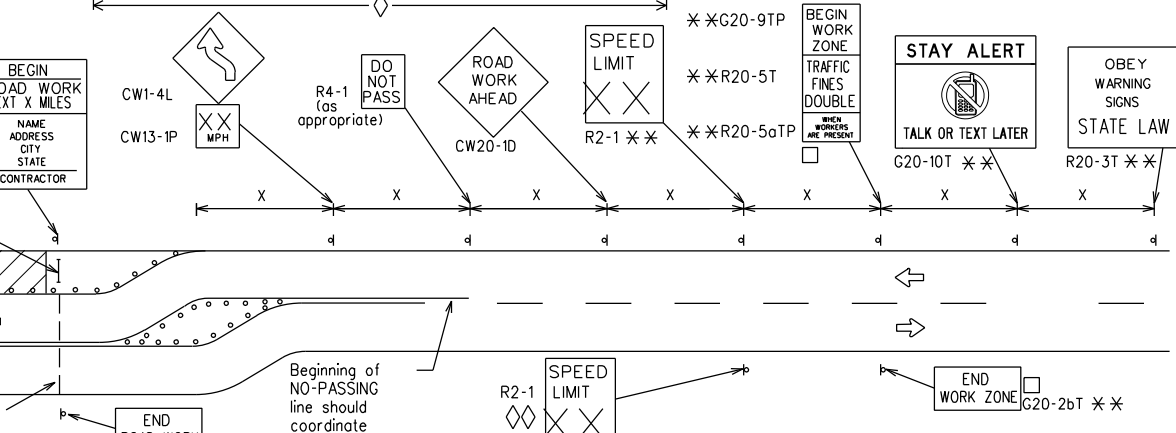 BEGIN
ROAD WORK
NEXT X MILES
NAME
ADDRESS
CITY
STATE
CONTRACTOR
CW1-4L
CW13-1P
XX
MPH
R4-1
(as
appropriate)
DO
NOT
PASS
ROAD
WORK
AHEAD
CW20-1D
SPEED
LIMIT
XX
R2-1 **
**G20-9TP
**R20-5T
**R20-5aTP
BEGIN
WORK
ZONE
TRAFFIC
FINES
DOUBLE
WHEN
WORKERS
ARE PRESENT
STAY ALERT
TALK OR TEXT LATER
G20-10T **
OBEY
WARNING
SIGNS
STATE LAW
R20-3T **
X X X X X X X
Beginning of
NO-PASSING
line should
coordinate
R2-1
SPEED
LIMIT
XX
END
WORK ZONE
G20-2bT **
END
ROAD WORK